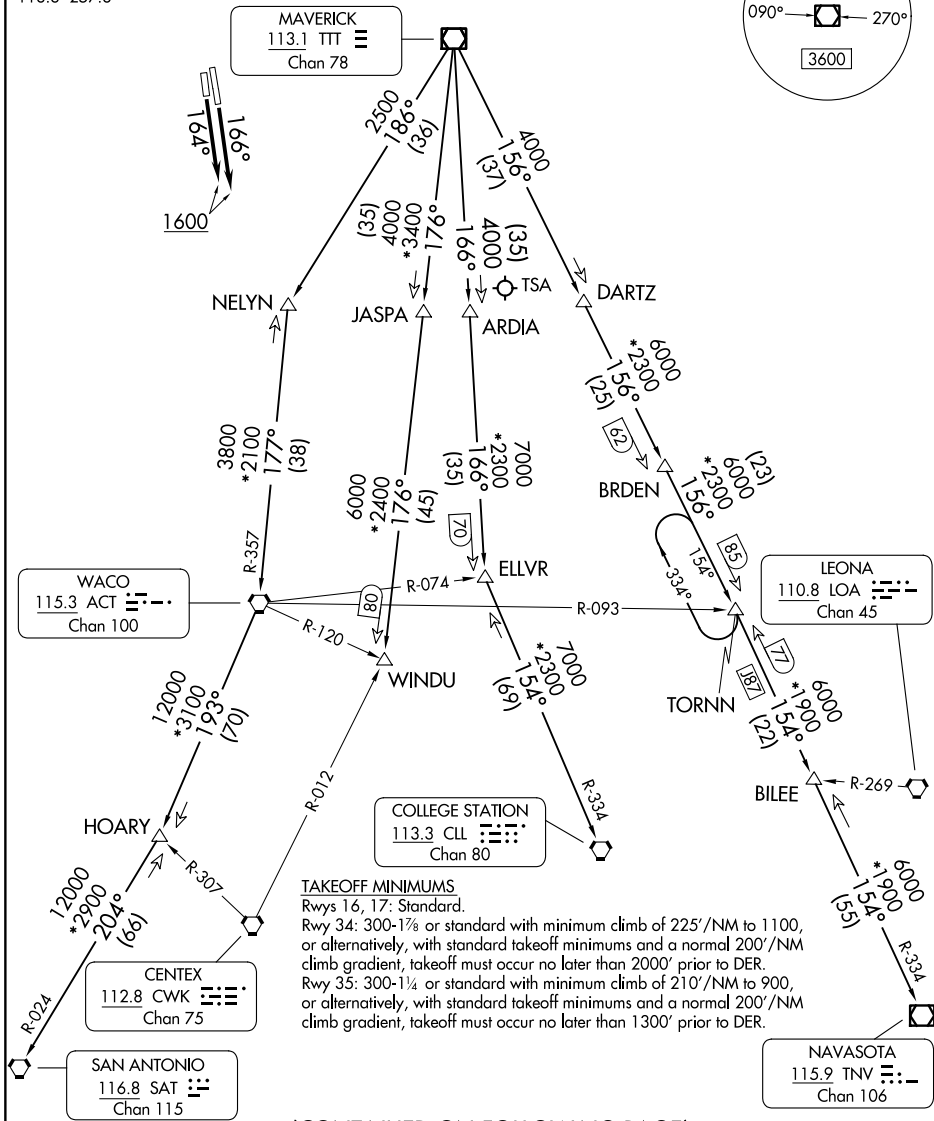 MAVERICK
113.1 TTT
Chan 78
090°
270°
3600
164°
166°
1600
2500
186°
(36)
(35)
4000
*3400
176°
166°
4000
(35)
4000
156°
(37)
TSA
NELYN
JASPA
ARDIA
DARTZ
3800
*2100
177°
(38)
6000
*2400
176°
(45)
7000
*2300
166°
(35)
6000
*2300
156°
(25)
62
BRDEN
(23)
6000
*2300
156°
70
85
154°
334°
R-357
WACO
115.3 ACT
Chan 100
R-074
ELLVR
R-093
80
R-120
WINDU
LEONA
110.8 LOA
Chan 45
TORNN
77
J87
6000
*1900
154°
(22)
7000
*2300
154°
(69)
12000
*3100
193°
(70)
R-012
BILEE
R-269
HOARY
R-307
COLLEGE STATION
113.3 CLL
Chan 80
R-334
12000
*2900
204°
(66)
R-024
6000
*1900
154°
(55)
R-334
TAKEOFF MINIMUMS
Rwys 16, 17: Standard.
Rwy 34: 300-1⅞ or standard with minimum climb of 225'/NM to 1100,
or alternatively, with standard takeoff minimums and a normal 200'/NM
climb gradient, takeoff must occur no later than 2000' prior to DER.
Rwy 35: 300-1¼ or standard with minimum climb of 210'/NM to 900,
or alternatively, with standard takeoff minimums and a normal 200'/NM
climb gradient, takeoff must occur no later than 1300' prior to DER.
CENTEX
112.8 CWK
Chan 75
SAN ANTONIO
116.8 SAT
Chan 115
NAVASOTA
115.9 TNV
Chan 106